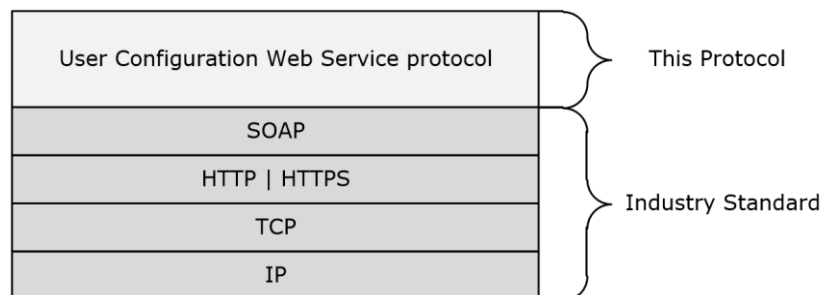 User Configuration Web Service protocol
This Protocol
SOAP
HTTP | HTTPS
Industry Standard
TCP
IP